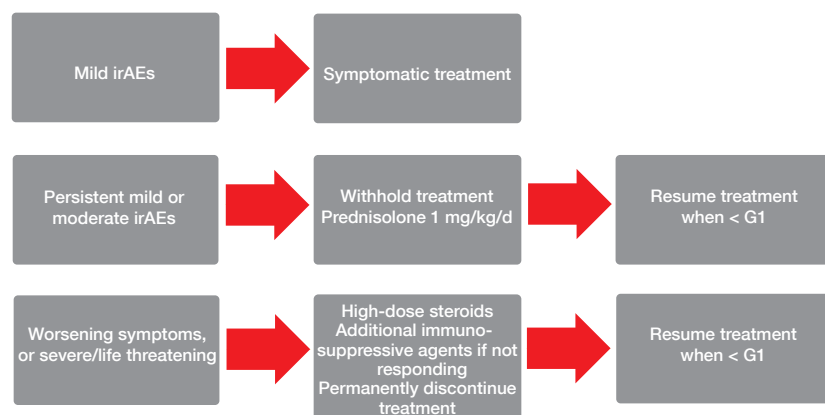 Mild irAEs
Symptomatic treatment
Persistent mild or
moderate irAEs
Withhold treatment
Prednisolone 1 mg/kg/d
Resume treatment
when < G1
Worsening symptoms,
or severe/life threatening
High-dose steroids
Additional immuno-
suppressive agents if not
responding
Permanently discontinue
treatment
Resume treatment
when < G1